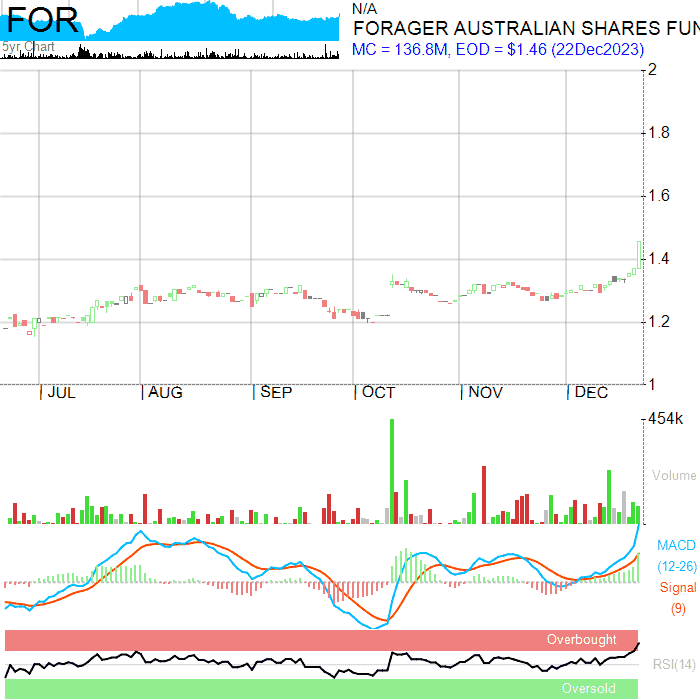 FOR
5yr Chart
N/A
FORAGER AUSTRALIAN SHARES FUN
MC = 136.8M, EOD = $1.46 (22Dec2023)
2
1.8
1.6
1.4
1.2
1
JUL
AUG
SEP
OCT
NOV
DEC
454k
Volume
MACD
(12-26)
Signal
(9)
Overbought
RSI(14)
Oversold